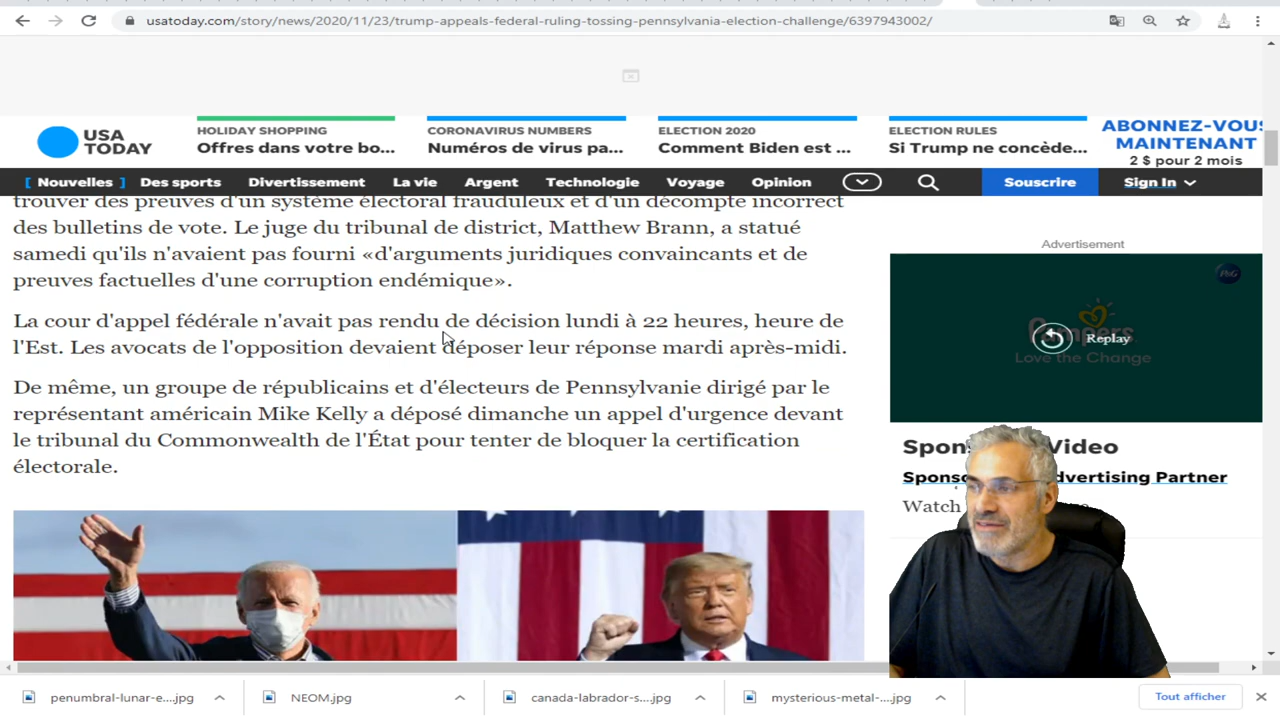 usatoday.com/story/news/2020/11/23/trump-appeals-federal-ruling-tossing-pennsylvania-election-challenge/6397943002/
USA
TODAY
HOLIDAY SHOPPING
Offres dans votre bo...
CORONAVIRUS NUMBERS
Numéros de virus pa...
ELECTION 2020
Comment Biden est ...
ELECTION RULES
Si Trump ne concède...
ABONNEZ-VOUS
MAINTENANT
2 $ pour 2 mois
[ Nouvelles ] Des sports Divertissement La vie Argent Technologie Voyage Opinion Souscrire Sign In
trouver des preuves d'un système électoral frauduleux et d'un décompte incorrect
des bulletins de vote. Le juge du tribunal de district, Matthew Brann, a statué
samedi qu'ils n'avaient pas fourni «d'arguments juridiques convaincants et de
preuves factuelles d'une corruption endémique».
La cour d'appel fédérale n'avait pas rendu de décision lundi à 22 heures, heure de
l'Est. Les avocats de l'opposition devaient déposer leur réponse mardi après-midi.
De même, un groupe de républicains et d'électeurs de Pennsylvanie dirigé par le
représentant américain Mike Kelly a déposé dimanche un appel d'urgence devant
le tribunal du Commonwealth de l'État pour tenter de bloquer la certification
électorale.
Advertisement
P&G
Pampers
Replay
Love the Change
Video
Advertising Partner
Watch
penumbral-lunar-e....jpg
NEOM.jpg
canada-labrador-s....jpg
mysterious-metal-....jpg
Tout afficher